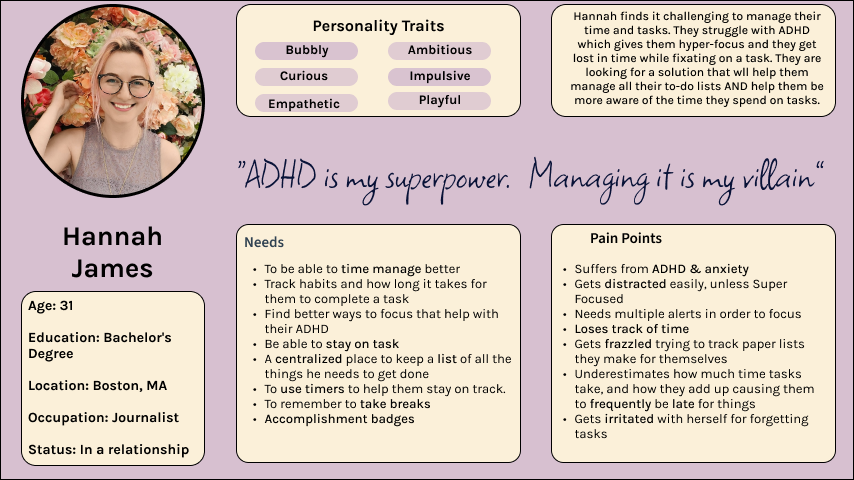 Personality Traits
Bubbly
Ambitious
Curious
Impulsive
Empathetic
Playful
Hannah finds it challenging to manage their
time and tasks. They struggle with ADHD
which gives them hyper-focus and they get
lost in time while fixating on a task. They are
looking for a solution that wll help them
manage all their to-do lists AND help them be
more aware of the time they spend on tasks.
"ADHD is my superpower. Managing it is my villain"
Hannah
James
Age: 31
Education: Bachelor's
Degree
Location: Boston, MA
Occupation: Journalist
Status: In a relationship
Needs
• To be able to time manage better
• Track habits and how long it takes for
them to complete a task
• Find better ways to focus that help with
their ADHD
• Be able to stay on task
• A centralized place to keep a list of all the
things he needs to get done
• To use timers to help them stay on track.
• To remember to take breaks
• Accomplishment badges
Pain Points
• Suffers from ADHD & anxiety
• Gets distracted easily, unless Super
Focused
• Needs multiple alerts in order to focus
• Loses track of time
• Gets frazzled trying to track paper lists
they make for themselves
• Underestimates how much time tasks
take, and how they add up causing them
to frequently be late for things
• Gets irritated with herself for forgetting
tasks